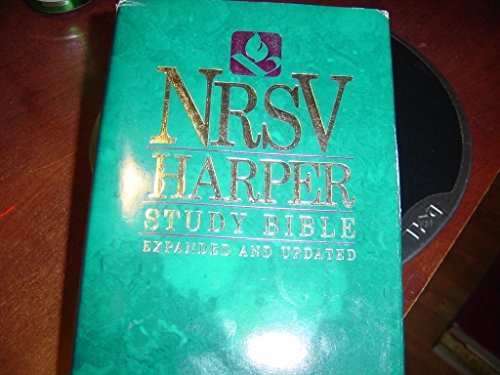 NRSV
HARPER
STUDY BIBLE
EXPANDED AND UPDATED